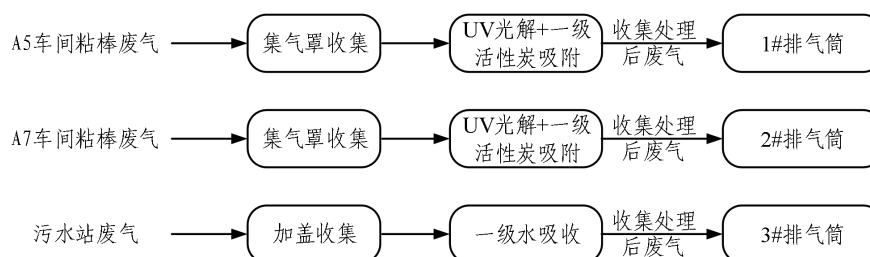 A5车间粘棒废气
集气罩收集
UV光解+一级
活性炭吸附
收集处理
后废气
1#排气筒
A7车间粘棒废气
集气罩收集
UV光解+一级
活性炭吸附
收集处理
后废气
2#排气筒
污水站废气
加盖收集
一级水吸收
收集处理
后废气
3#排气筒